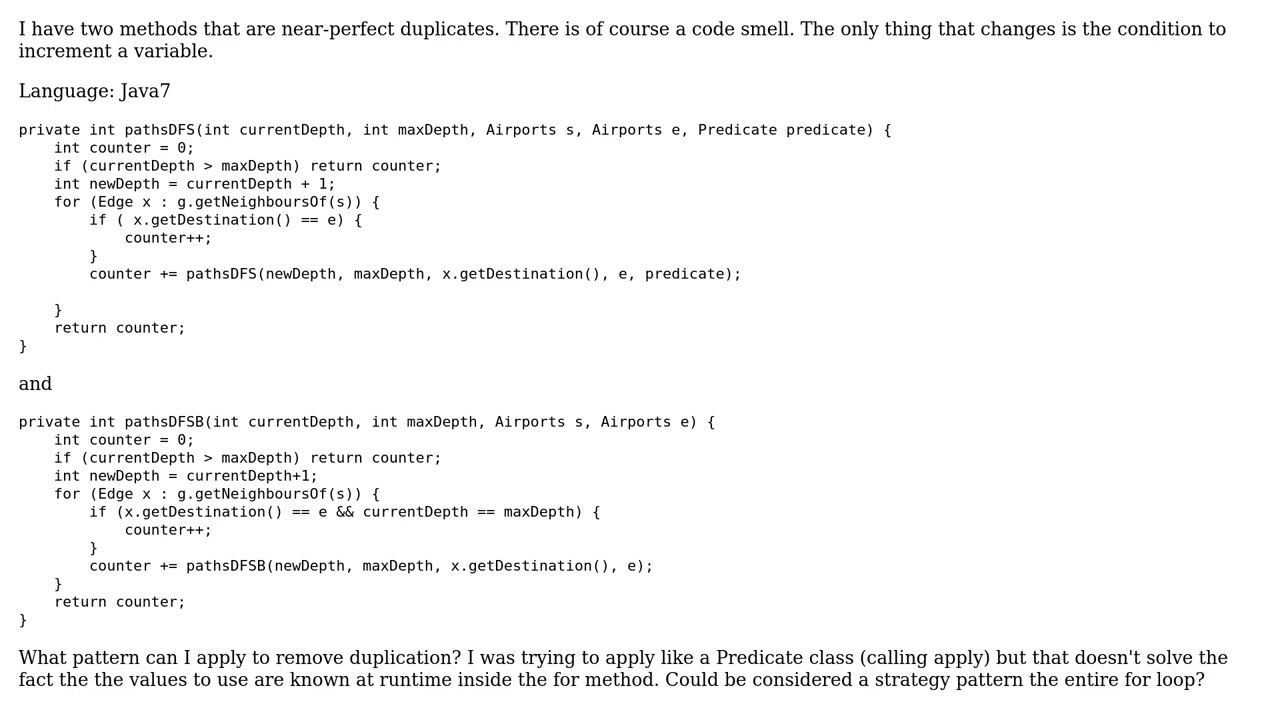 I have two methods that are near-perfect duplicates. There is of course a code smell. The only thing that changes is the condition to
increment a variable.
Language: Java7
private int pathsDFS(int currentDepth, int maxDepth, Airports s, Airports e, Predicate predicate) {
    int counter = 0;
    if (currentDepth > maxDepth) return counter;
    int newDepth = currentDepth + 1;
    for (Edge x : g.getNeighboursOf(s)) {
        if ( x.getDestination() == e) {
            counter++;
        }
        counter += pathsDFS(newDepth, maxDepth, x.getDestination(), e, predicate);
    }
    return counter;
}
and
private int pathsDFSB(int currentDepth, int maxDepth, Airports s, Airports e) {
    int counter = 0;
    if (currentDepth > maxDepth) return counter;
    int newDepth = currentDepth+1;
    for (Edge x : g.getNeighboursOf(s)) {
        if (x.getDestination() == e && currentDepth == maxDepth) {
            counter++;
        }
        counter += pathsDFSB(newDepth, maxDepth, x.getDestination(), e);
    }
    return counter;
}
What pattern can I apply to remove duplication? I was trying to apply like a Predicate class (calling apply) but that doesn't solve the
fact the the values to use are known at runtime inside the for method. Could be considered a strategy pattern the entire for loop?